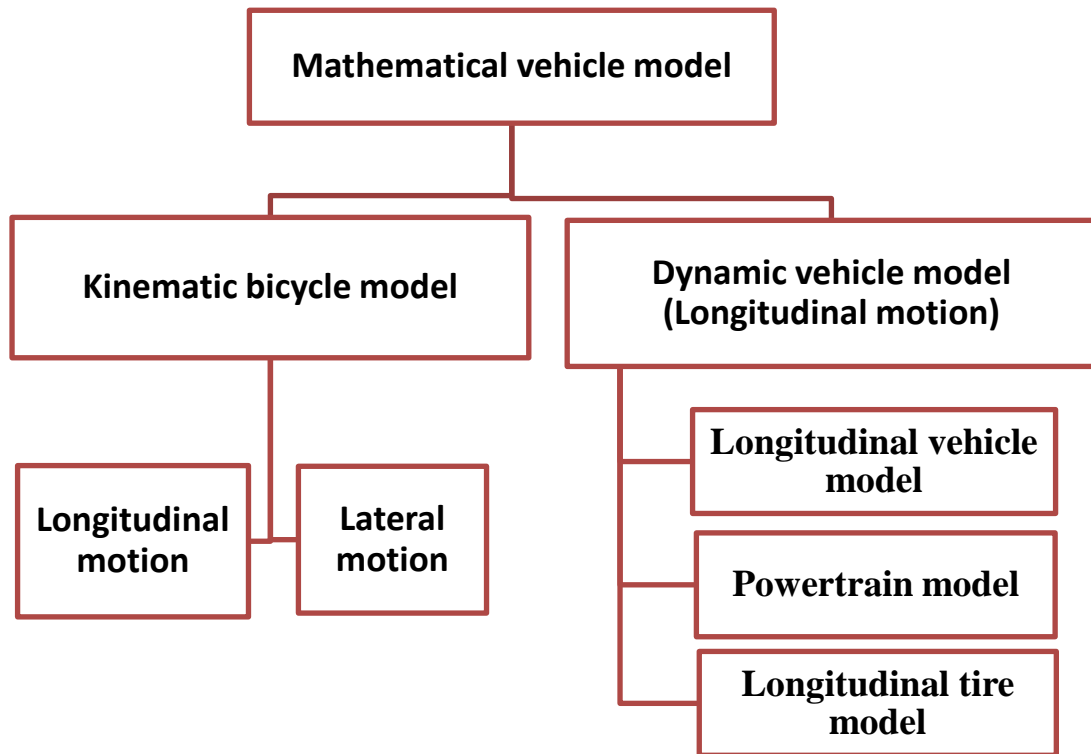 Mathematical vehicle model
Kinematic bicycle model
Dynamic vehicle model
(Longitudinal motion)
Longitudinal
motion
Lateral
motion
Longitudinal vehicle
model
Powertrain model
Longitudinal tire
model